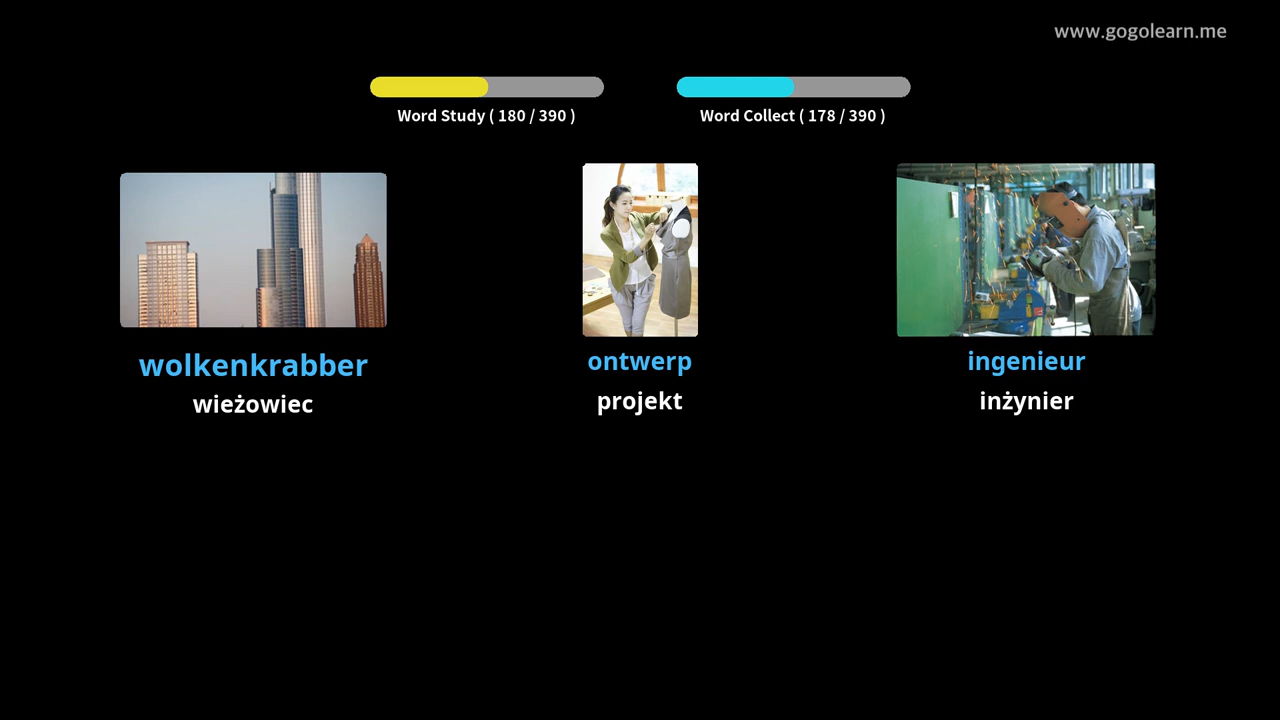 www.gogolearn.me
Word Study ( 180 / 390 )
Word Collect ( 178 / 390 )
wolkenkrabber
wieżowiec
ontwerp
projekt
ingenieur
inżynier